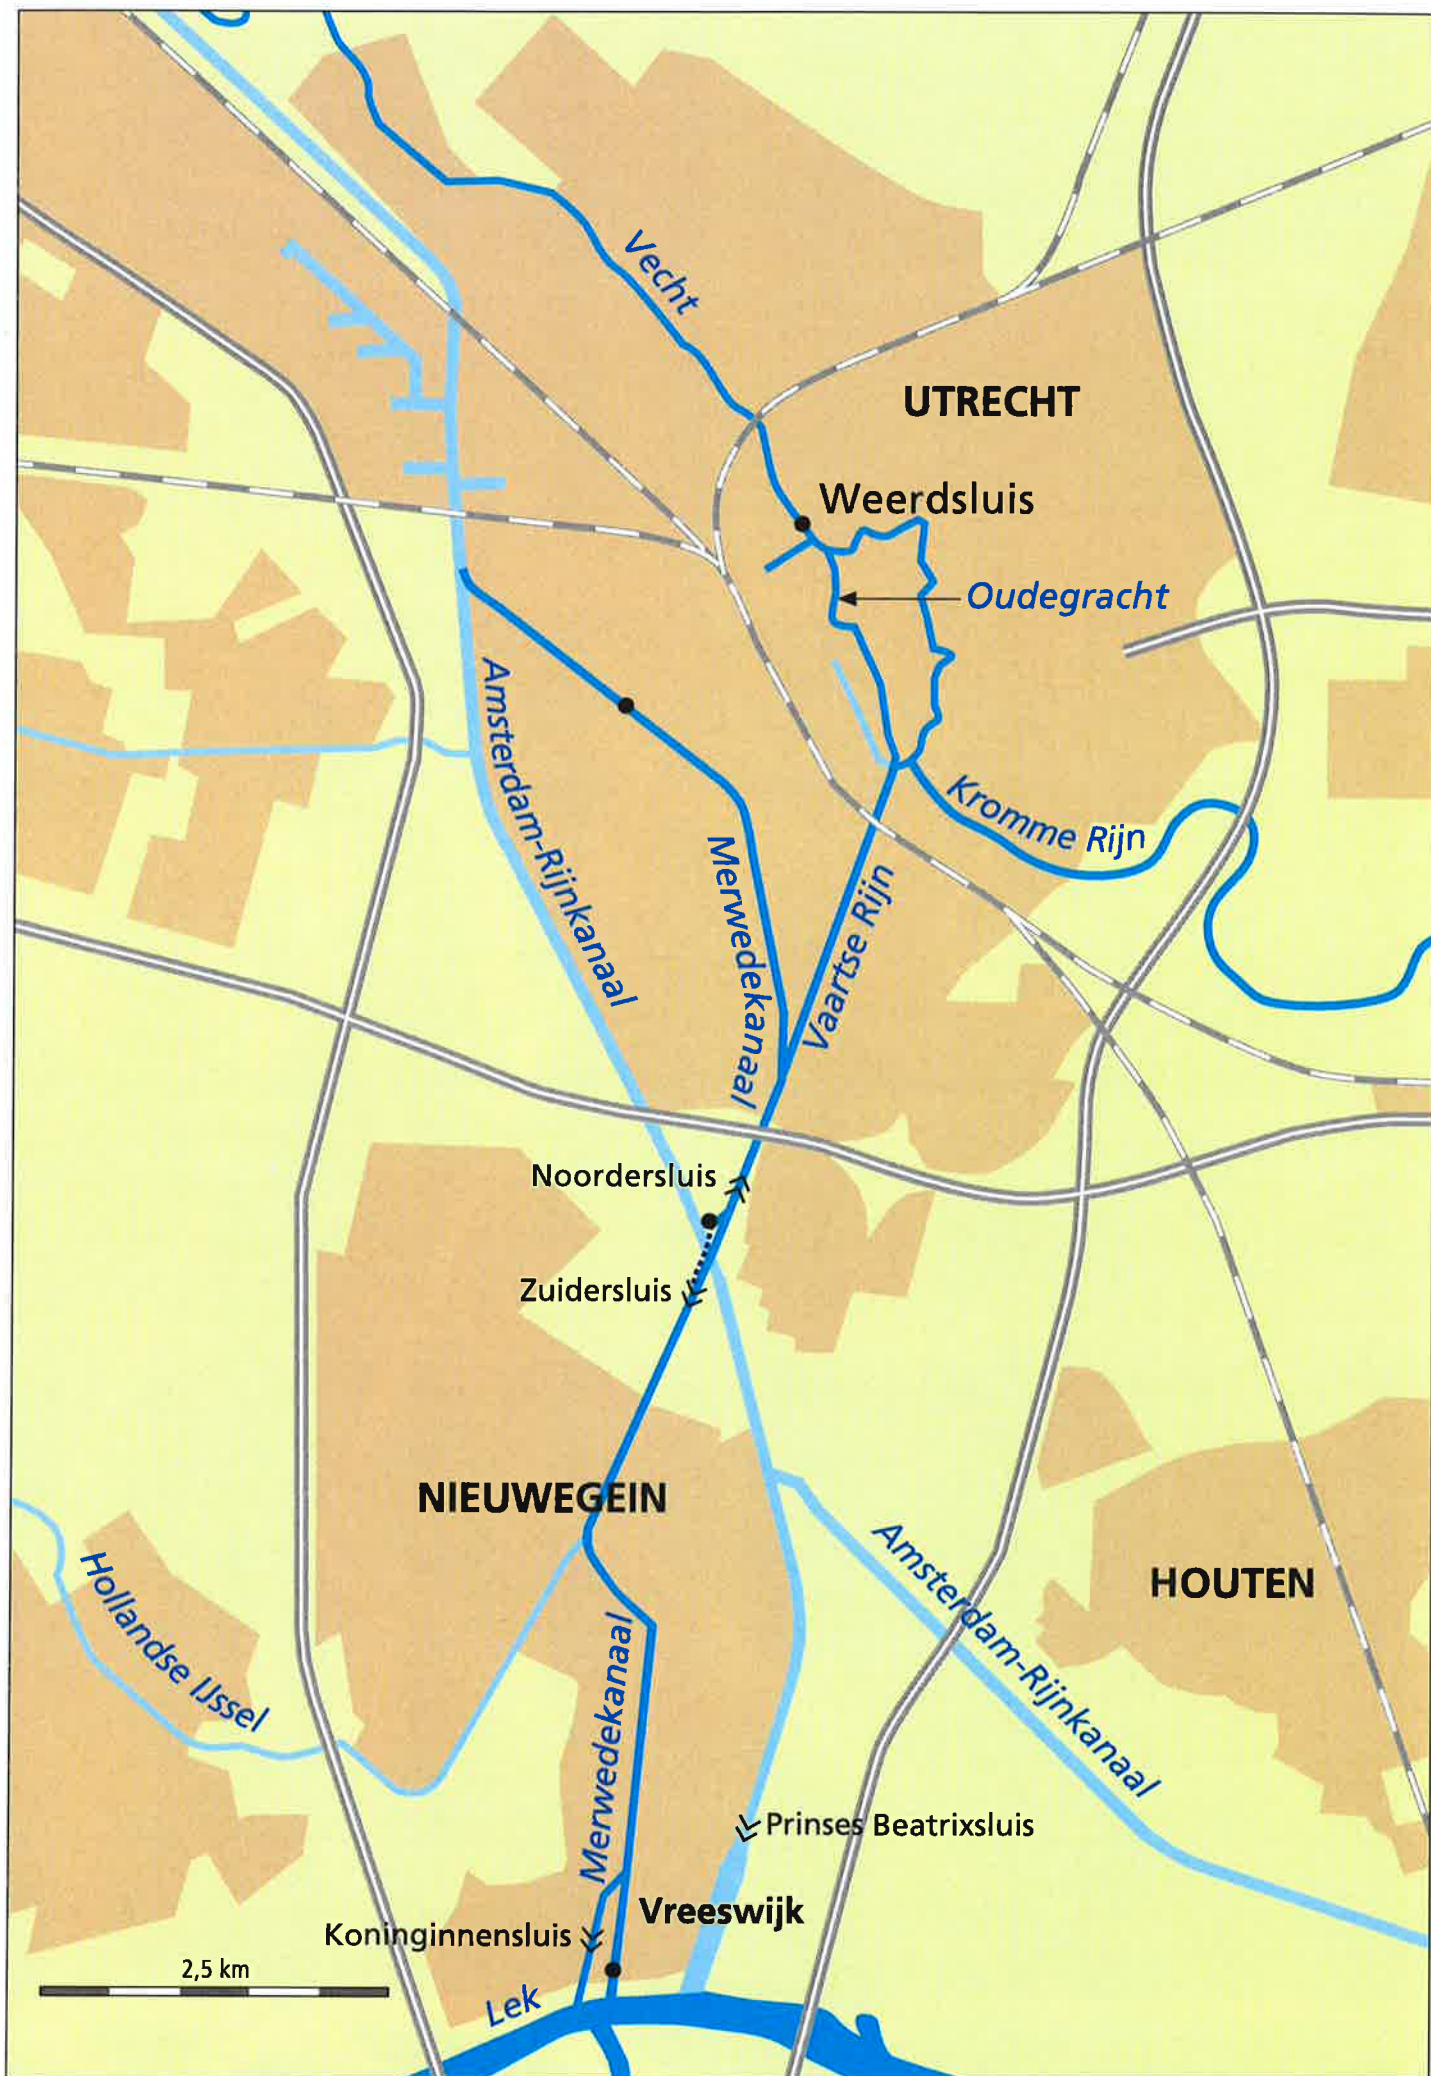 Vecht
UTRECHT
Weerdsluis
Oudegracht
Amsterdam-Rijnkanaal
Kromme Rijn
Merwedekanaal
Vaartse Rijn
Noordersluis
Zuidersluis
NIEUWEGEIN
Amsterdam-Rijnkanaal
HOUTEN
Hollandse IJssel
Merwedekanaal
Prinses Beatrixsluis
Vreeswijk
Koninginnensluis
2,5 km
Lek